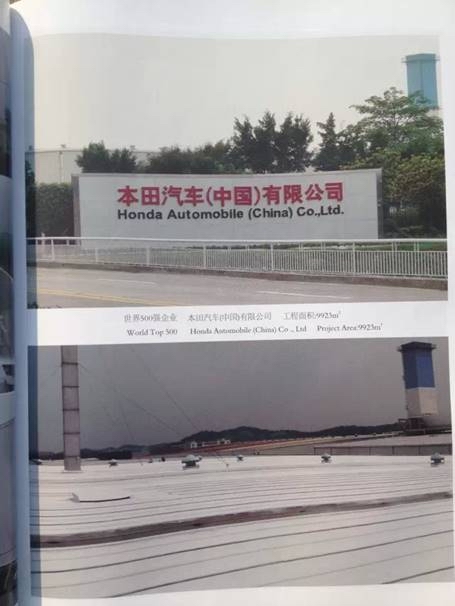 本田汽车(中国)有限公司
Honda Automobile (China) Co.,Ltd.
世界500强企业 本田汽车(中国)有限公司 工程面积:9923m²
World Top 500 Honda Automobile (China) Co ., Ltd Project Area:9923m²